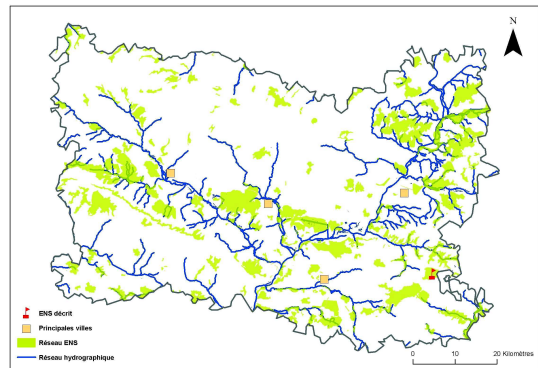 N
ENS décrit
Principales villes
Réseau ENS
Réseau hydrographique
0 10 20 Kilomètres